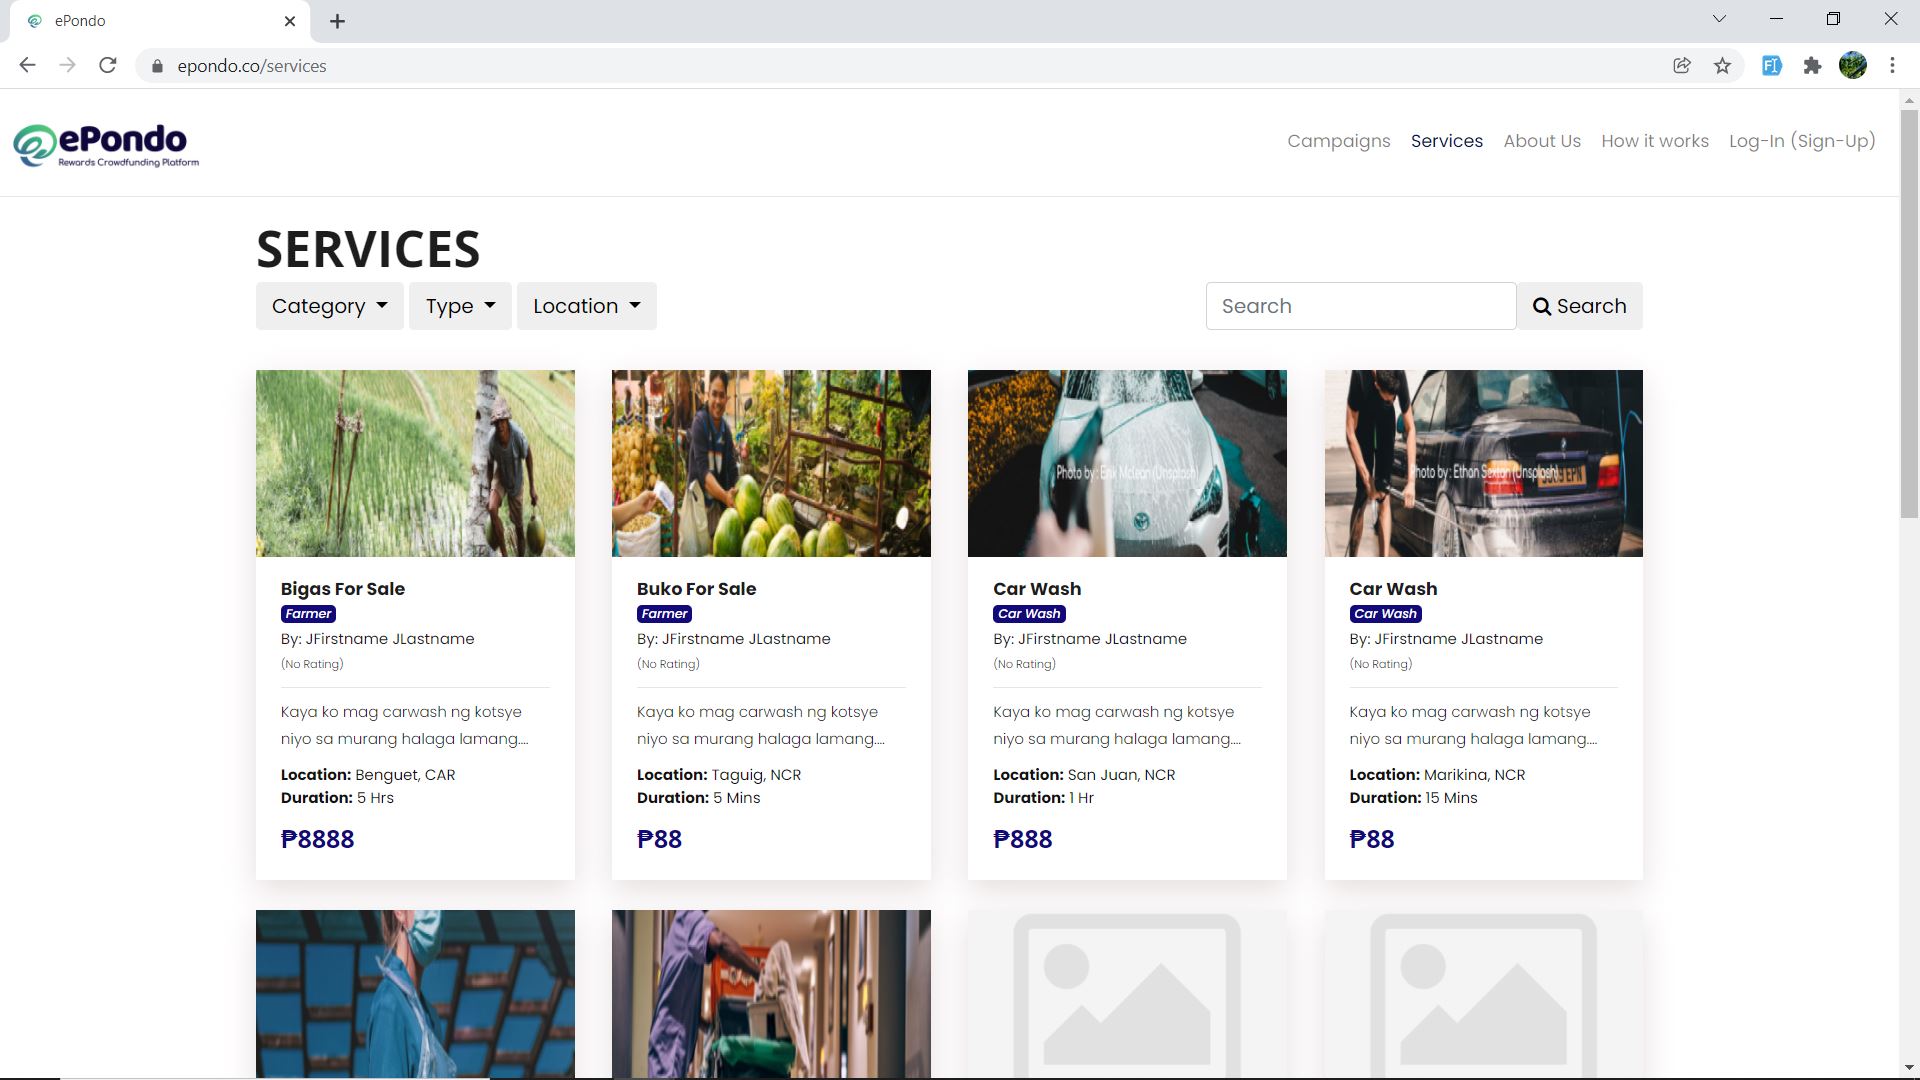 ePondo
epondo.co/services
ePondo
Rewards Crowdfunding Platform
Campaigns Services About Us How it works Log-In (Sign-Up)
SERVICES
Category Type Location Search Search
Photo by: Erik Mclean (Unsplash)
Photo by: Ethan Sexton (Unsplash)
Bigas For Sale
Farmer
By: JFirstname JLastname
(No Rating)
Kaya ko mag carwash ng kotsye
niyo sa murang halaga lamang....
Location: Benguet, CAR
Duration: 5 Hrs
₱8888
Buko For Sale
Farmer
By: JFirstname JLastname
(No Rating)
Kaya ko mag carwash ng kotsye
niyo sa murang halaga lamang....
Location: Taguig, NCR
Duration: 5 Mins
₱88
Car Wash
Car Wash
By: JFirstname JLastname
(No Rating)
Kaya ko mag carwash ng kotsye
niyo sa murang halaga lamang....
Location: San Juan, NCR
Duration: 1 Hr
₱888
Car Wash
Car Wash
By: JFirstname JLastname
(No Rating)
Kaya ko mag carwash ng kotsye
niyo sa murang halaga lamang....
Location: Marikina, NCR
Duration: 15 Mins
₱88